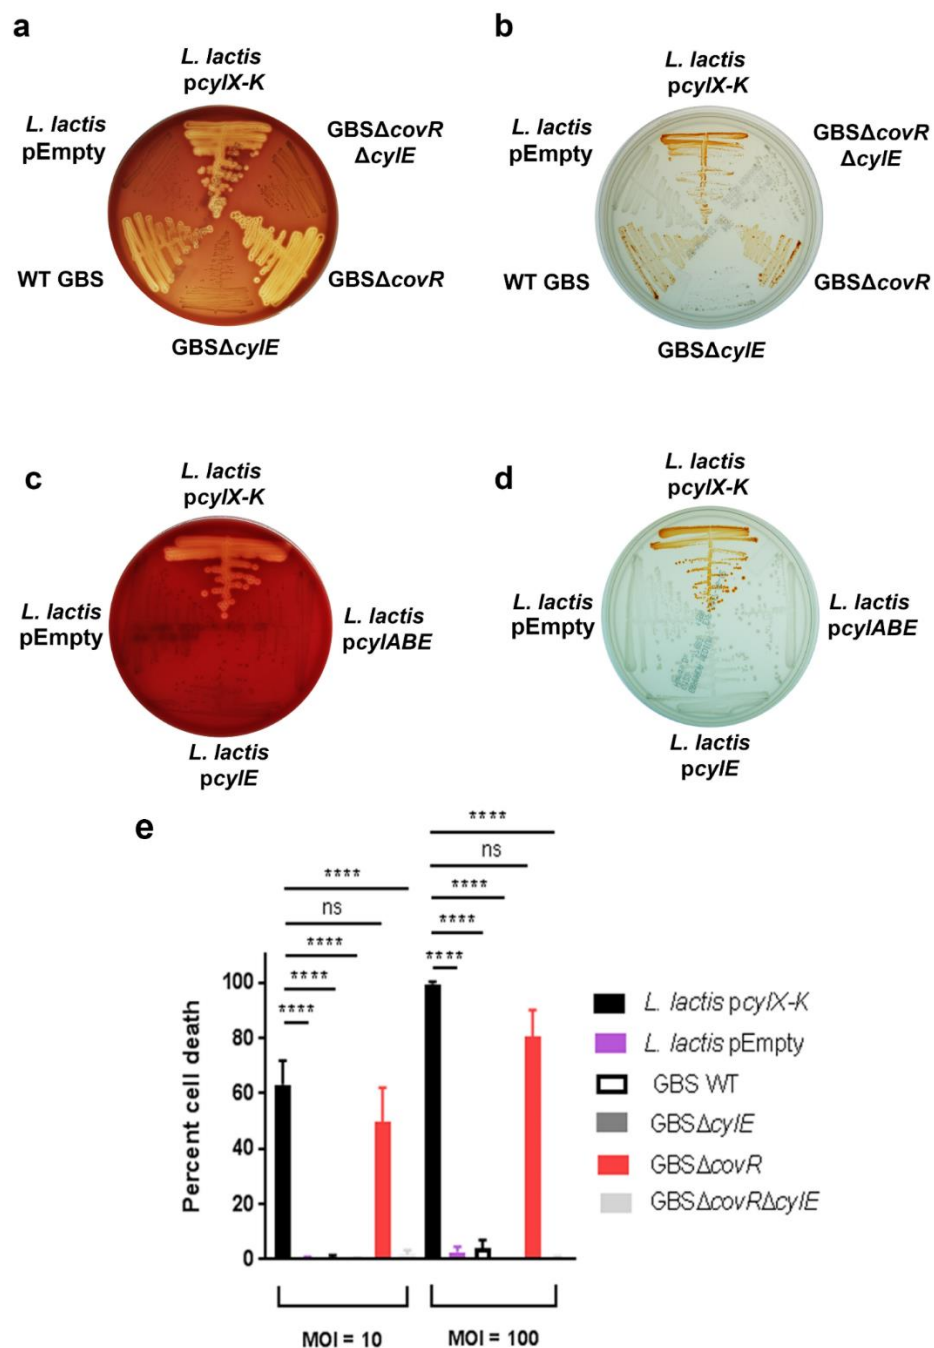 a
L. lactis
pcylX-K
L. lactis
pEmpty
GBSΔcovR
ΔcylE
WT GBS
GBSΔcovR
GBSΔcylE
b
L. lactis
pcylX-K
L. lactis
pEmpty
GBSΔcovR
ΔcylE
WT GBS
GBSΔcovR
GBSΔcylE
c
L. lactis
pcylX-K
L. lactis
pEmpty
L. lactis
pcylABE
L. lactis
pcylE
d
L. lactis
pcylX-K
L. lactis
pEmpty
L. lactis
pcylABE
L. lactis
pcylE
e
****
ns
****
****
****
****
ns
****
****
****
Percent cell death
100
80
60
40
20
0
MOI = 10
MOI = 100
L. lactis pcylX-K
L. lactis pEmpty
GBS WT
GBSΔcylE
GBSΔcovR
GBSΔcovRΔcylE